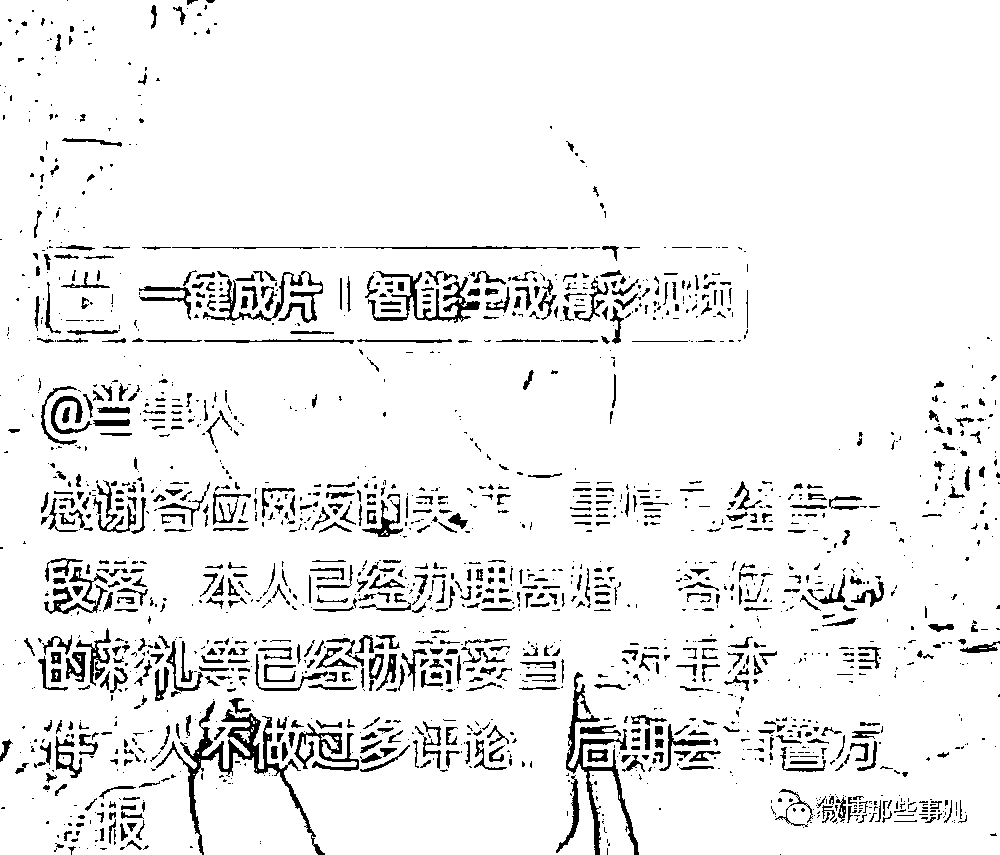 一键成片 | 智能生成精彩视频
@当事人
感谢各位网友的关注，事情已经告一
段落，本人已经办理离婚，各位关心
的彩礼等已经协商妥当，对于本次事
件本人不做过多评论，后期会有警方
通报
微博那些事儿